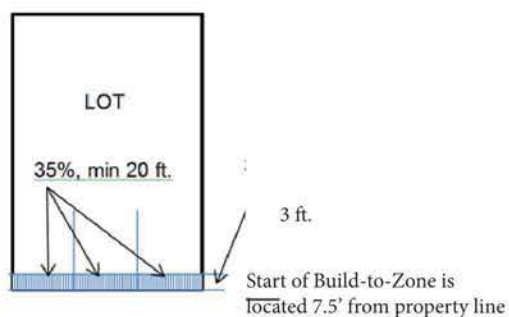 LOT
35%, min 20 ft.
3 ft.
Start of Build-to-Zone is
located 7.5’ from property line